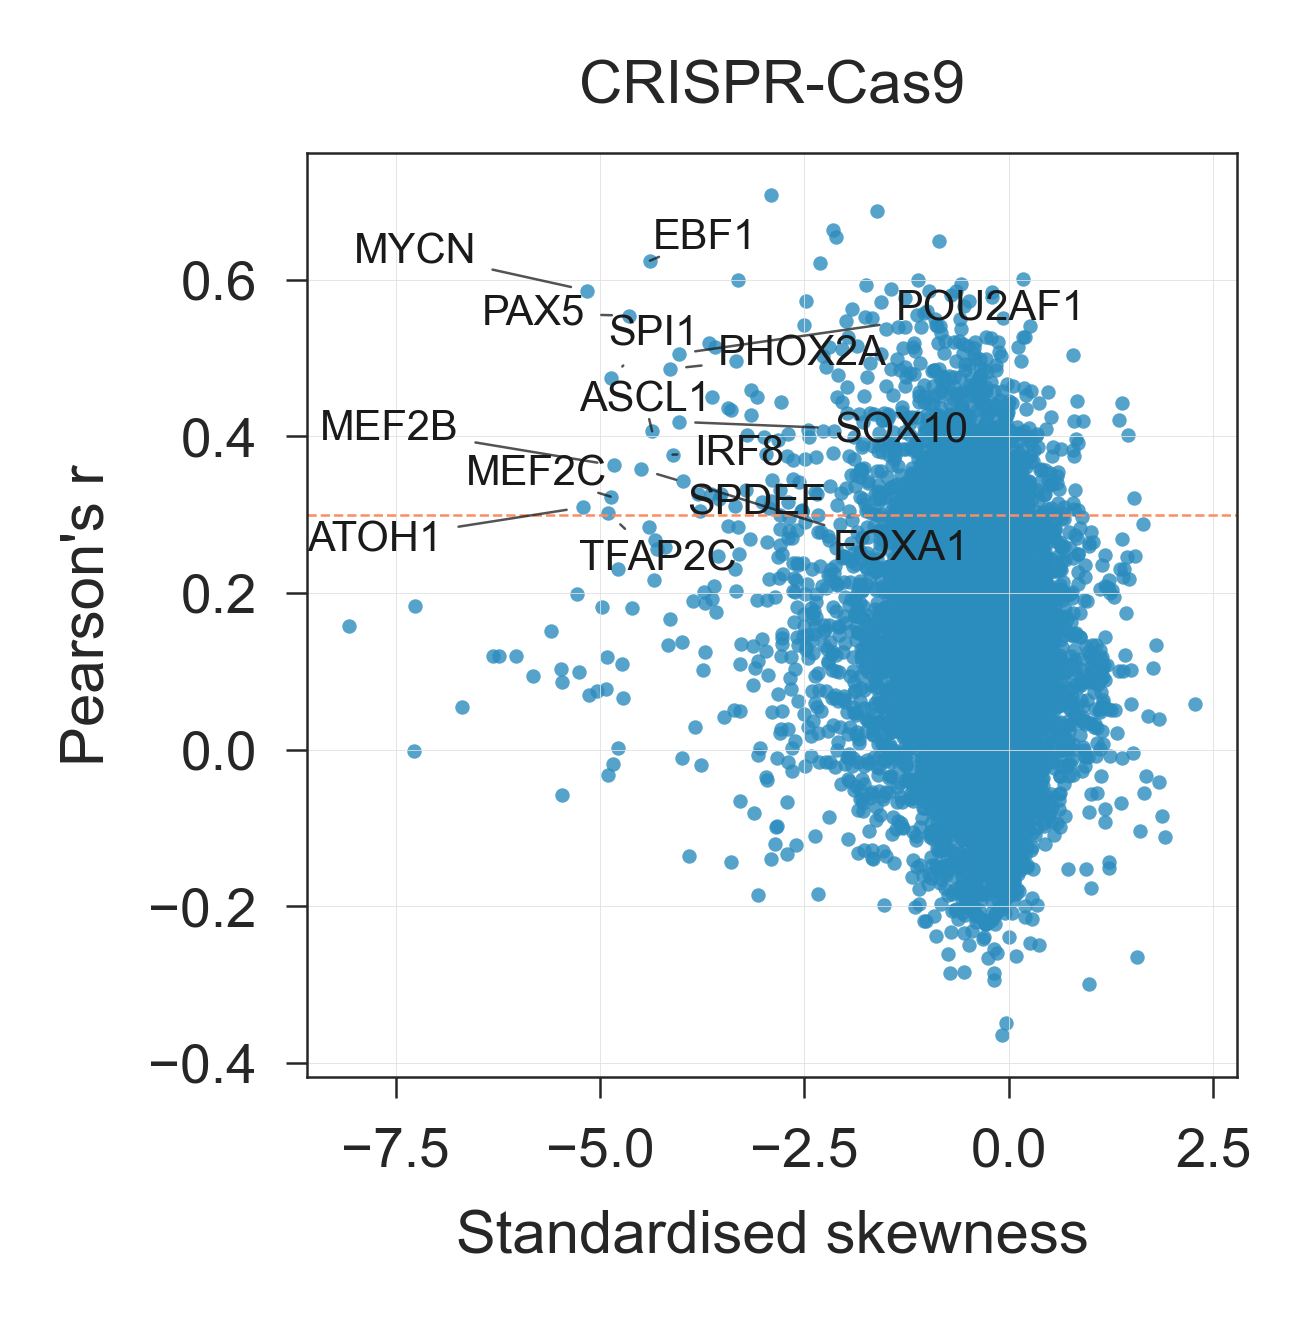 CRISPR-Cas9
EBF1
MYCN
0.6
PAX5
POU2AF1
SPI1
PHOX2A
ASCL1
MEF2B
0.4
SOX10
IRF8
MEF2C
SPDEF
ATOH1
TFAP2C
FOXA1
0.2
0.0
−0.2
−0.4
Pearson's r
−7.5
−5.0
−2.5
0.0
2.5
Standardised skewness